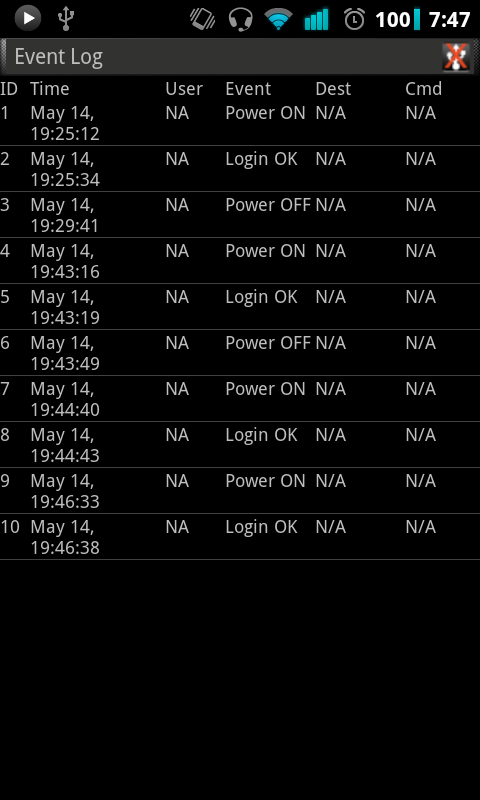 100 7:47
Event Log
ID Time User Event Dest Cmd
1 May 14, NA Power ON N/A N/A
19:25:12
2 May 14, NA Login OK N/A N/A
19:25:34
3 May 14, NA Power OFF N/A N/A
19:29:41
4 May 14, NA Power ON N/A N/A
19:43:16
5 May 14, NA Login OK N/A N/A
19:43:19
6 May 14, NA Power OFF N/A N/A
19:43:49
7 May 14, NA Power ON N/A N/A
19:44:40
8 May 14, NA Login OK N/A N/A
19:44:43
9 May 14, NA Power ON N/A N/A
19:46:33
10 May 14, NA Login OK N/A N/A
19:46:38